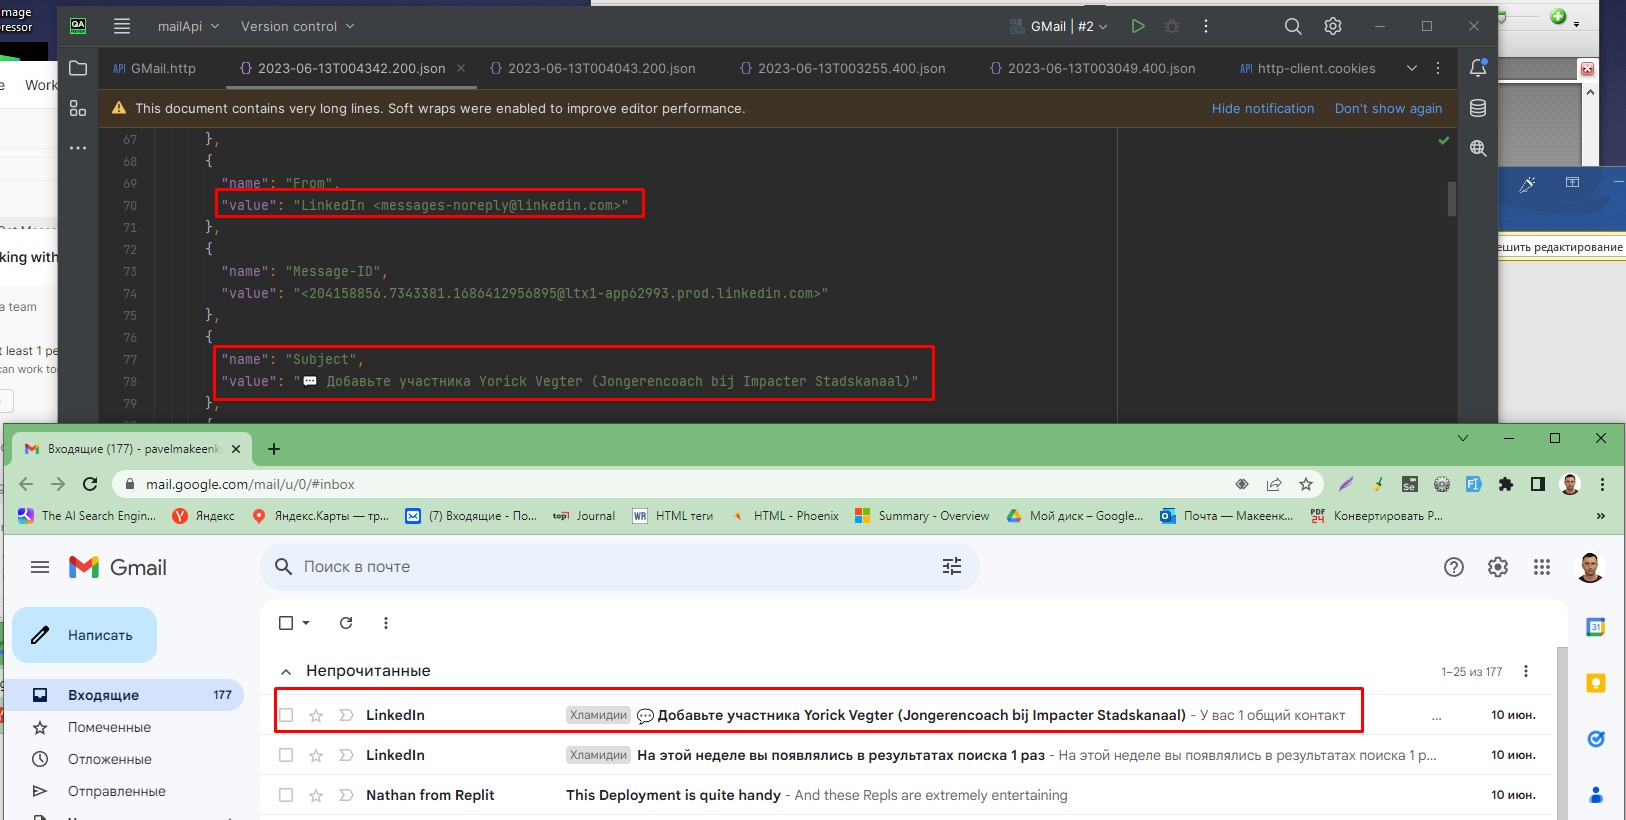 mage
ressor
Work
king with
a team
t least 1 pe
can work to
mailApi
Version control
GMail | #2
API GMail.http
{} 2023-06-13T004342.200.json
{} 2023-06-13T004043.200.json
{} 2023-06-13T003255.400.json
{} 2023-06-13T003049.400.json
API http-client.cookies
This document contains very long lines. Soft wraps were enabled to improve editor performance.
Hide notification
Don't show again
67 },
68 {
69 "name": "From",
70 "value": "LinkedIn <messages-noreply@linkedin.com>"
71 },
72 {
73 "name": "Message-ID",
74 "value": "<204158856.7343381.1686412956895@ltx1-app62993.prod.linkedin.com>"
75 },
76 {
77 "name": "Subject",
78 "value": "💬 Добавьте участника Yorick Vegter (Jongerencoach bij Impacter Stadskanaal)"
79 },
ешить редактирование
Входящие (177) - pavelmakeenk
mail.google.com/mail/u/0/#inbox
The AI Search Engin...
Яндекс
Яндекс.Карты — тр...
(7) Входящие - По...
Journal
HTML теги
HTML - Phoenix
Summary - Overview
Мой диск – Google...
Почта — Макеенк...
Конвертировать P...
»
Gmail
Поиск в почте
Написать
Непрочитанные
1–25 из 177
Входящие 177
LinkedIn Хламидии 💬 Добавьте участника Yorick Vegter (Jongerencoach bij Impacter Stadskanaal) - У вас 1 общий контакт ... 10 июн.
Помеченные
LinkedIn Хламидии На этой неделе вы появлялись в результатах поиска 1 раз - На этой неделе вы появлялись в результатах поиска 1 р... 10 июн.
Отложенные
Отправленные
Nathan from Replit This Deployment is quite handy - And these Repls are extremely entertaining 10 июн.